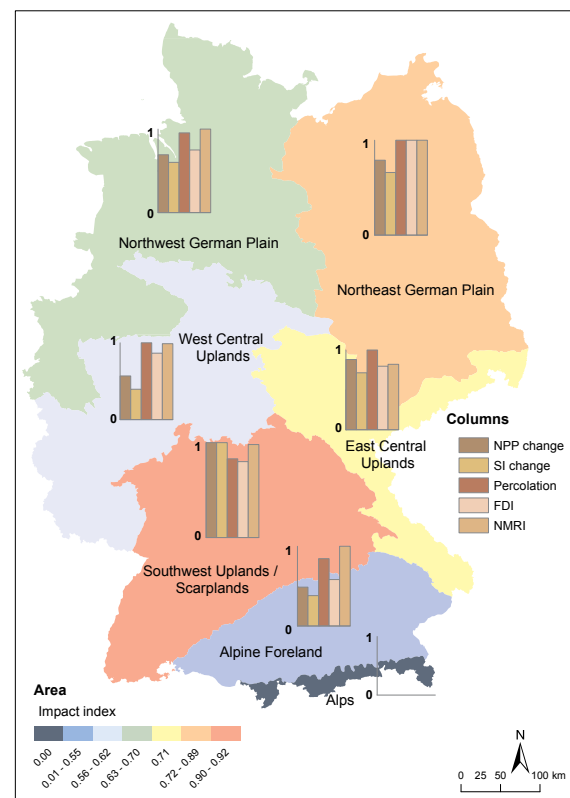 1
0
Northwest German Plain
1
0
Northeast German Plain
West Central
Uplands
1
0
1
0
East Central
Uplands
Columns
NPP change
SI change
Percolation
FDI
NMRI
1
0
Southwest Uplands /
Scarplands
1
0
Alpine Foreland
1
0
Alps
Area
Impact index
0.00
0.01 - 0.55
0.56 - 0.62
0.63 - 0.70
0.71
0.72 - 0.89
0.90 - 0.92
N
0 25 50 100 km